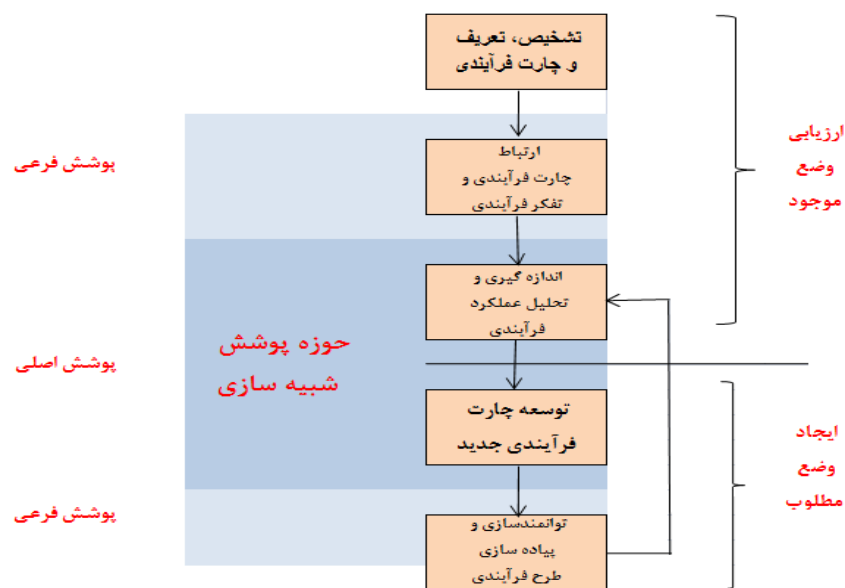 تشخیص، تعریف
و چارت فرآیندی
ارزیابی
وضع
موجود
پوشش فرعی
ارتباط
چارت فرآیندی و
تفکر فرآیندی
اندازه گیری و
تحلیل عملکرد
فرآیندی
حوزه پوشش
شبیه سازی
پوشش اصلی
توسعه چارت
فرآیندی جدید
ایجاد
وضع
مطلوب
پوشش فرعی
توانمندسازی و
پیاده سازی
طرح فرآیندی